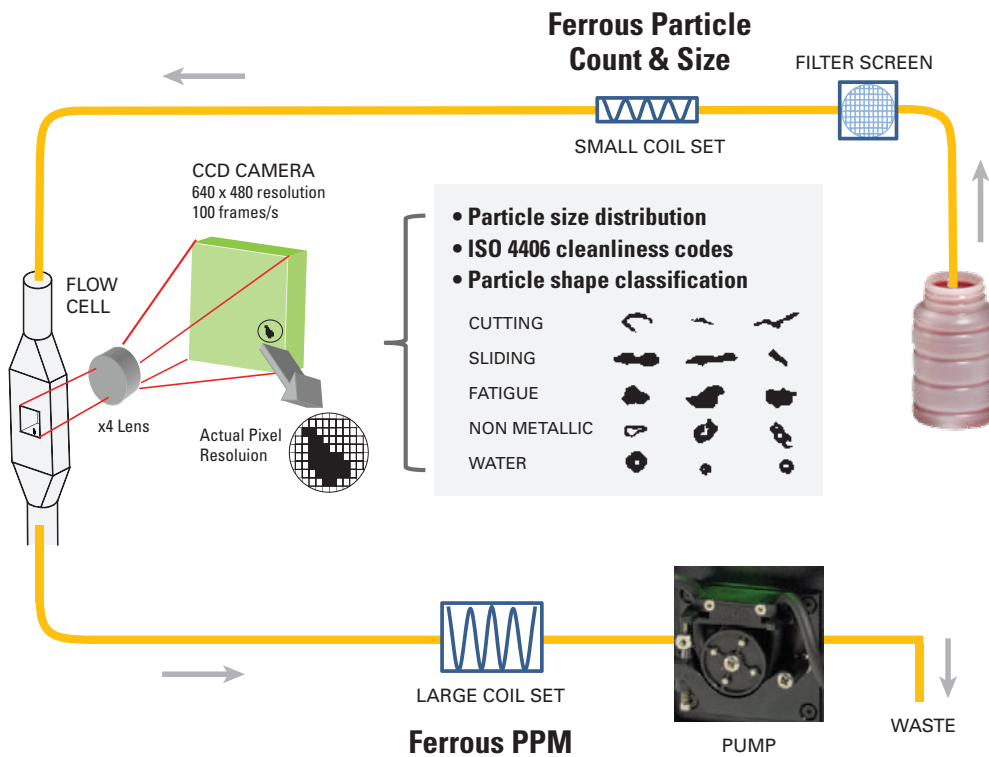 Ferrous Particle
Count & Size
FILTER SCREEN
SMALL COIL SET
CCD CAMERA
640 x 480 resolution
100 frames/s
FLOW
CELL
x4 Lens
Actual Pixel
Resoluion
• Particle size distribution
• ISO 4406 cleanliness codes
• Particle shape classification
CUTTING
SLIDING
FATIGUE
NON METALLIC
WATER
LARGE COIL SET
Ferrous PPM
PUMP
WASTE